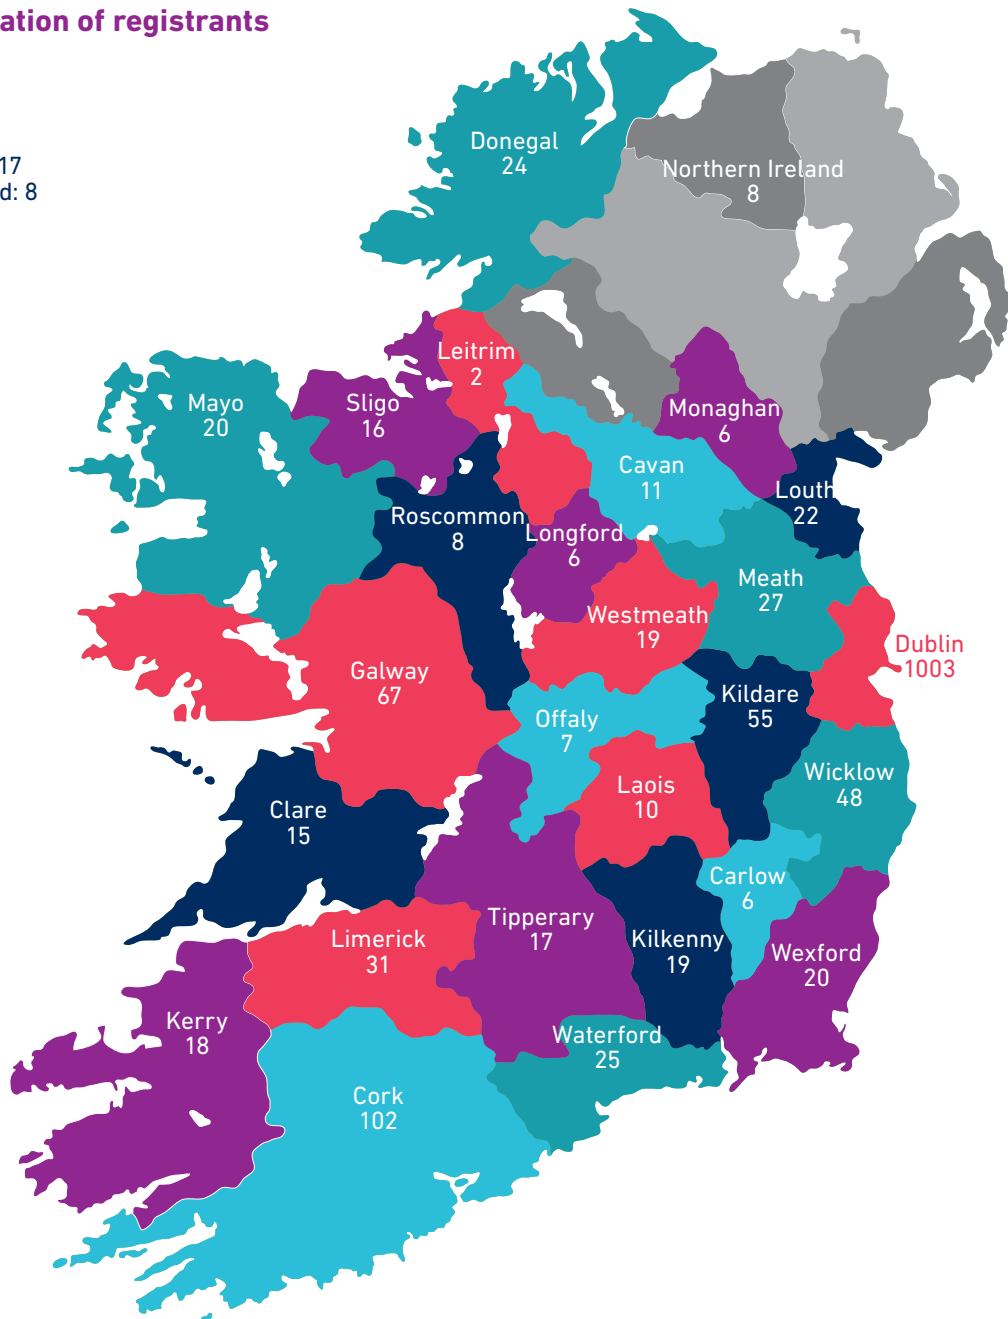 ation of registrants
17
d: 8
Donegal
24
Northern Ireland
8
Leitrim
2
Mayo
20
Sligo
16
Monaghan
6
Cavan
11
Louth
22
Roscommon
8
Longford
6
Meath
27
Westmeath
19
Dublin
1003
Galway
67
Kildare
55
Offaly
7
Wicklow
48
Laois
10
Clare
15
Carlow
6
Tipperary
17
Limerick
31
Kilkenny
19
Wexford
20
Kerry
18
Waterford
25
Cork
102